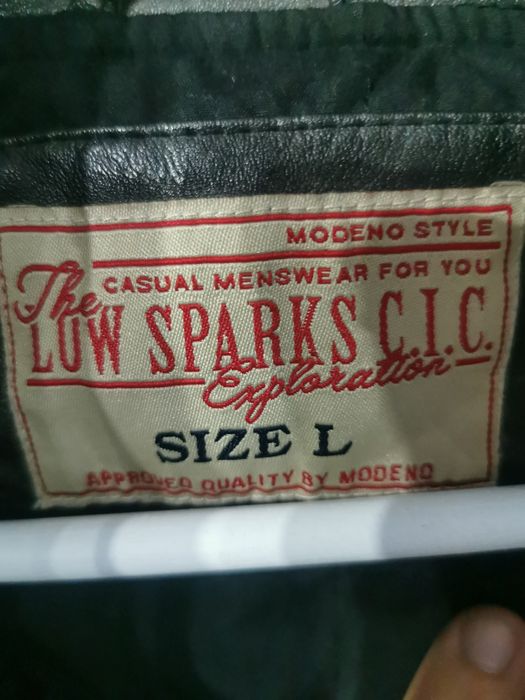 MODENO STYLE
CASUAL MENSWEAR FOR YOU
The
LOW SPARKS C.I.C.
Exploration
SIZE L
APPROVED QUALITY BY MODENO